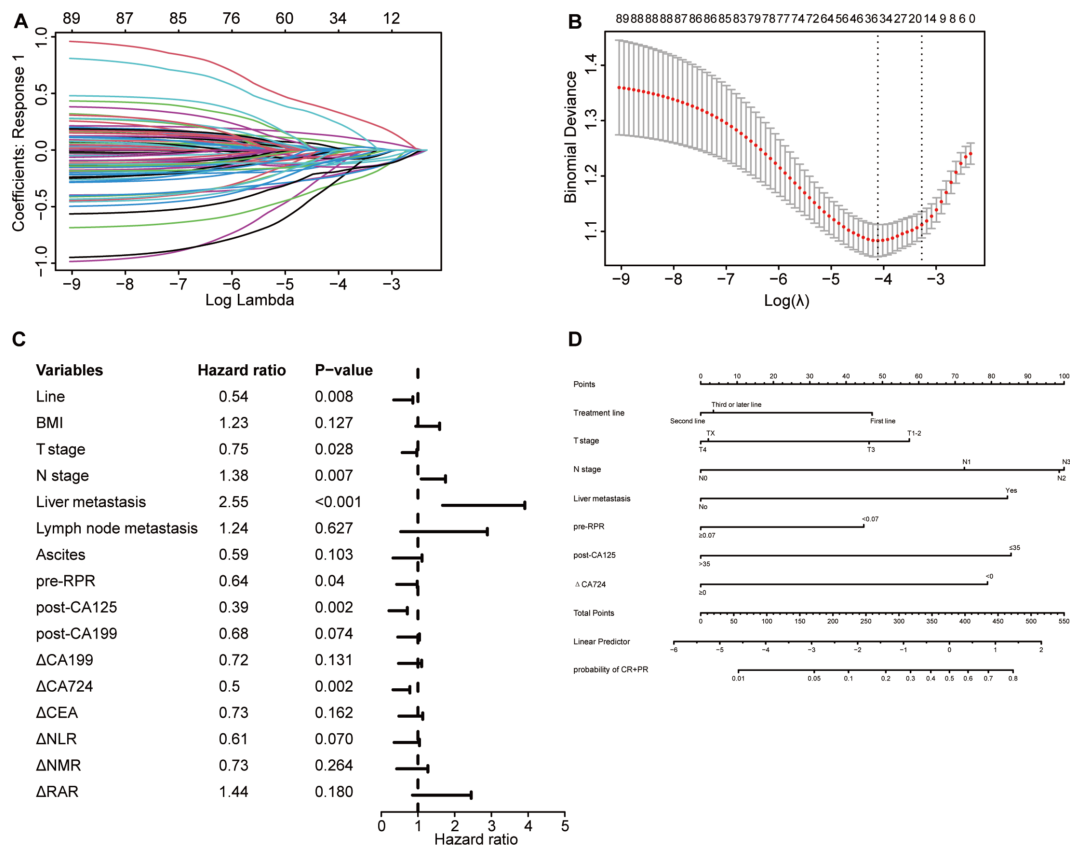 A
89 87 85 76 60 34 12
1.0
0.5
0.0
−0.5
−1.0
Coefficients: Response 1
−9 −8 −7 −6 −5 −4 −3
Log Lambda
B
89 88 88 88 87 86 86 85 83 79 78 77 74 72 64 56 46 36 34 27 20 14 9 8 6 0
1.4
1.3
1.2
1.1
Binomial Deviance
−9 −8 −7 −6 −5 −4 −3
Log(λ)
C
Variables Hazard ratio P−value
Line 0.54 0.008
BMI 1.23 0.127
T stage 0.75 0.028
N stage 1.38 0.007
Liver metastasis 2.55 <0.001
Lymph node metastasis 1.24 0.627
Ascites 0.59 0.103
pre-RPR 0.64 0.04
post-CA125 0.39 0.002
post-CA199 0.68 0.074
ΔCA199 0.72 0.131
ΔCA724 0.5 0.002
ΔCEA 0.73 0.162
ΔNLR 0.61 0.070
ΔNMR 0.73 0.264
ΔRAR 1.44 0.180
0 1 2 3 4 5
Hazard ratio
D
Points
0 10 20 30 40 50 60 70 80 90 100
Treatment line
Third or later line
Second line First line
T stage
TX T1-2
T4 T3
N stage
N1 N3
N0 N2
Liver metastasis
Yes
No
pre-RPR
<0.07
≥0.07
post-CA125
≤35
>35
Δ CA724
<0
≥0
Total Points
0 50 100 150 200 250 300 350 400 450 500 550
Linear Predictor
−6 −5 −4 −3 −2 −1 0 1 2
probability of CR+PR
0.01 0.05 0.1 0.2 0.3 0.4 0.5 0.6 0.7 0.8